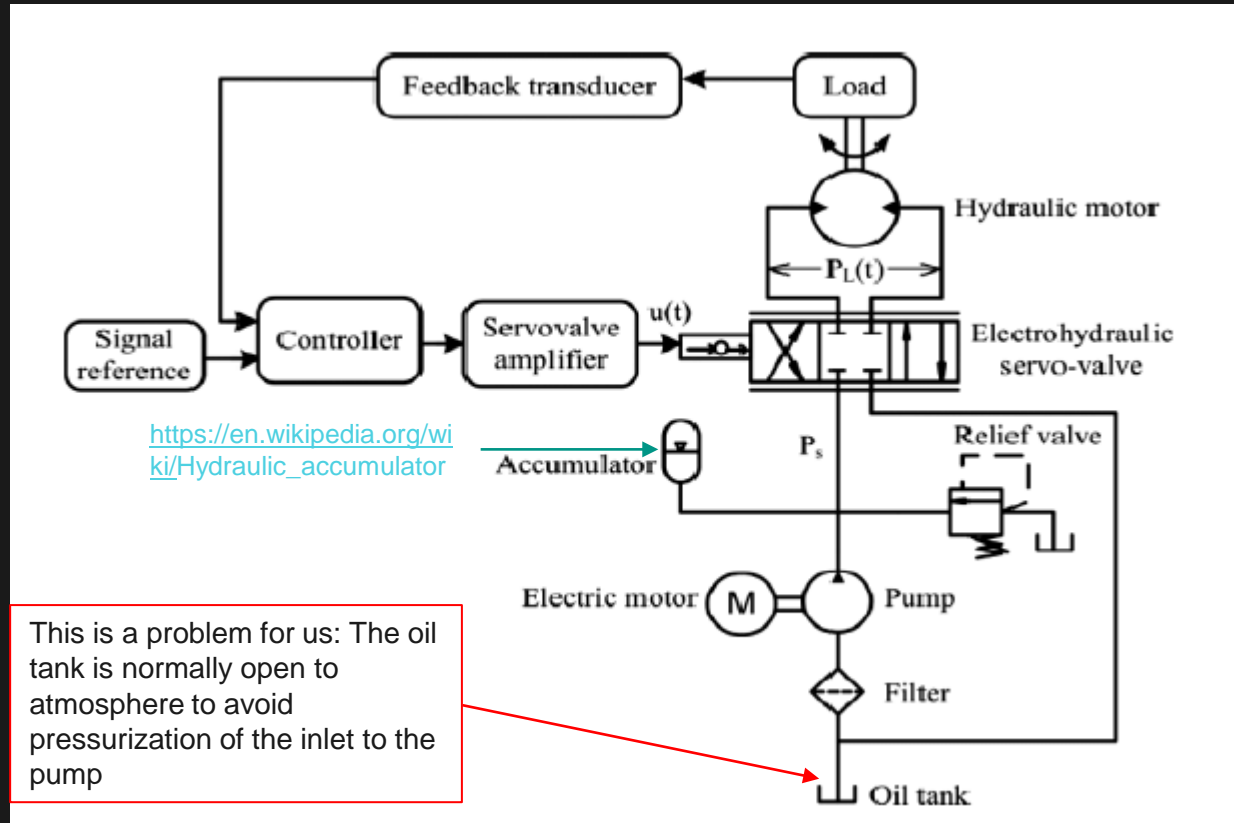 Feedback transducer
Load
Hydraulic motor
P_L(t)
Signal
reference
Controller
Servovalve
amplifier
u(t)
Electrohydraulic
servo-valve
https://en.wikipedia.org/wi
ki/Hydraulic_accumulator
Accumulator
P_s
Relief valve
Electric motor
M
Pump
This is a problem for us: The oil
tank is normally open to
atmosphere to avoid
pressurization of the inlet to the
pump
Filter
Oil tank